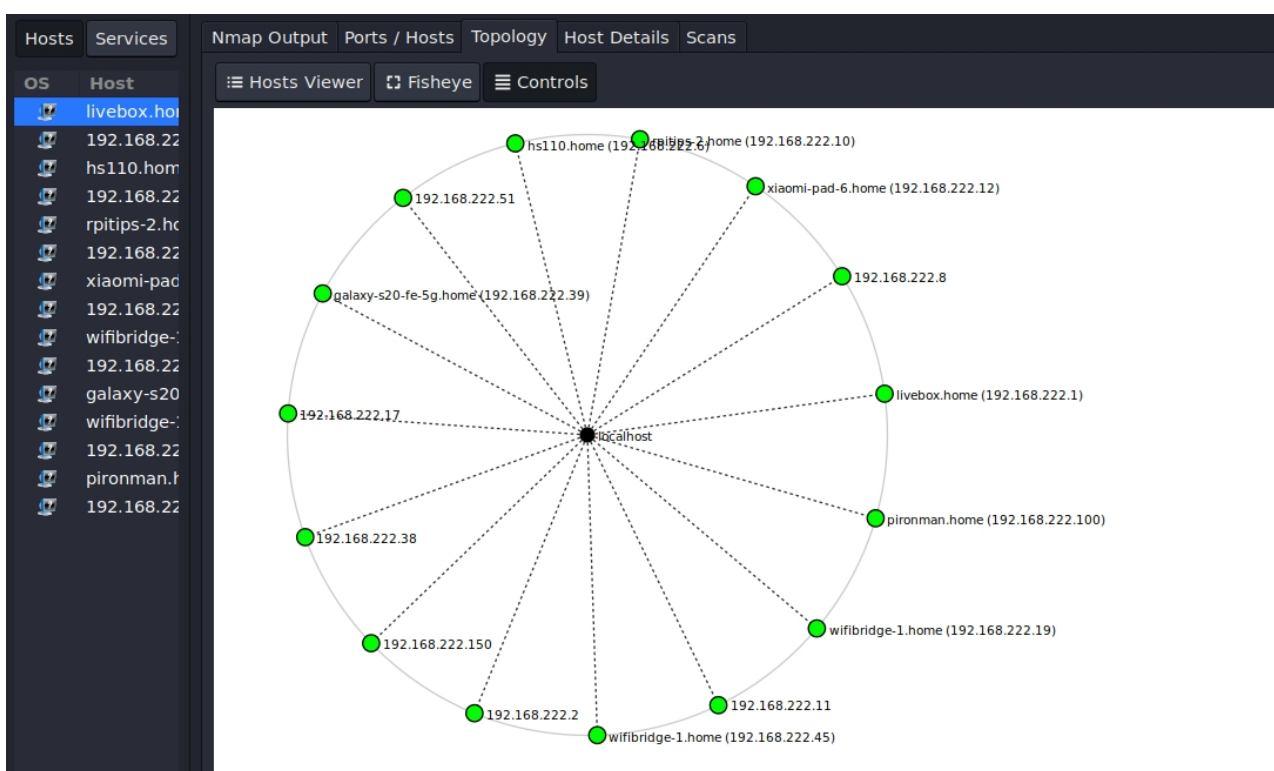 Hosts Services
Nmap Output Ports / Hosts Topology Host Details Scans
Hosts Viewer Fisheye Controls
OS Host
livebox.hor
192.168.22
hs110.hom
192.168.22
rpitips-2.ho
192.168.22
xiaomi-pad
192.168.22
wifibridge-1
192.168.22
galaxy-s20
wifibridge-1
192.168.22
pironman.h
192.168.22
hs110.home (192.168.222.6)
rpitips-2.home (192.168.222.10)
xiaomi-pad-6.home (192.168.222.12)
192.168.222.51
192.168.222.8
galaxy-s20-fe-5g.home (192.168.222.39)
livebox.home (192.168.222.1)
192.168.222.17
localhost
pironman.home (192.168.222.100)
192.168.222.38
wifibridge-1.home (192.168.222.19)
192.168.222.150
192.168.222.11
192.168.222.2
wifibridge-1.home (192.168.222.45)